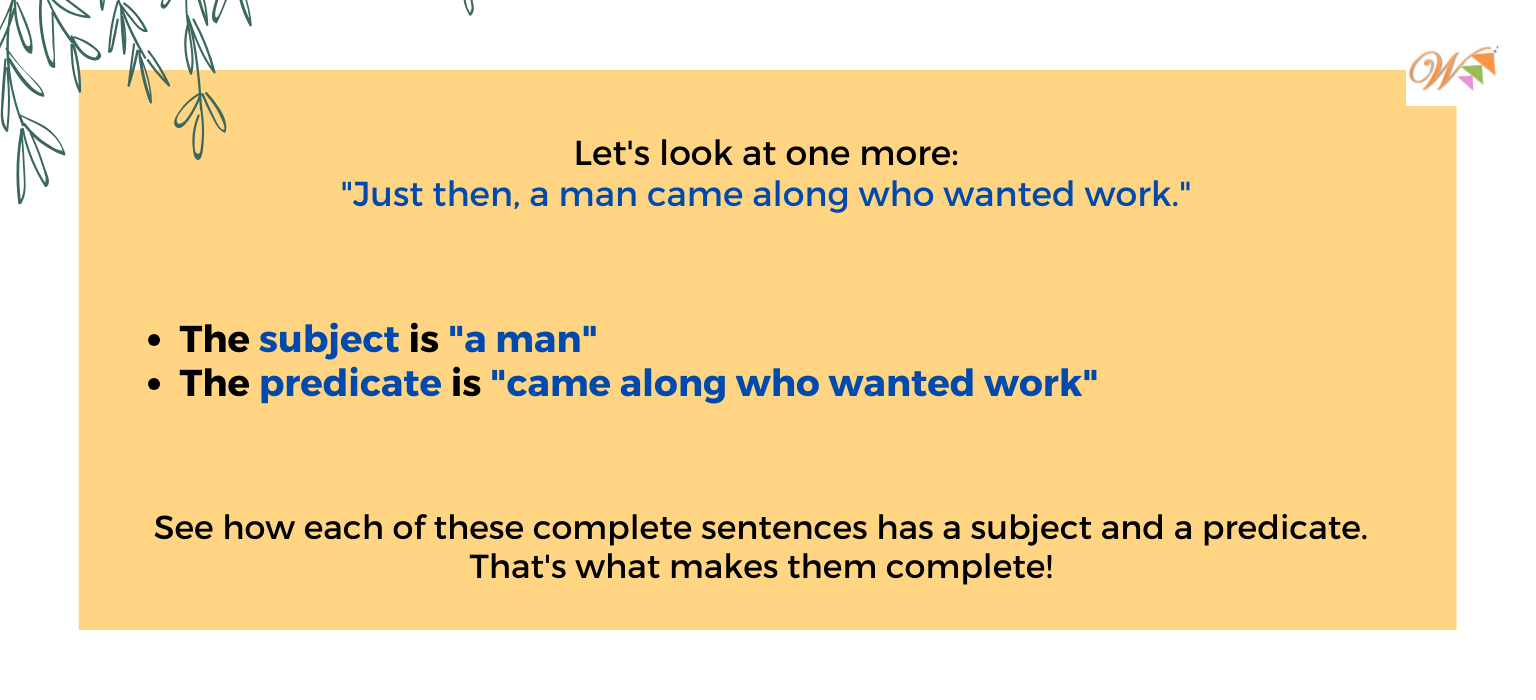 W
Let's look at one more:
"Just then, a man came along who wanted work."
• The subject is "a man"
• The predicate is "came along who wanted work"
See how each of these complete sentences has a subject and a predicate.
That's what makes them complete!